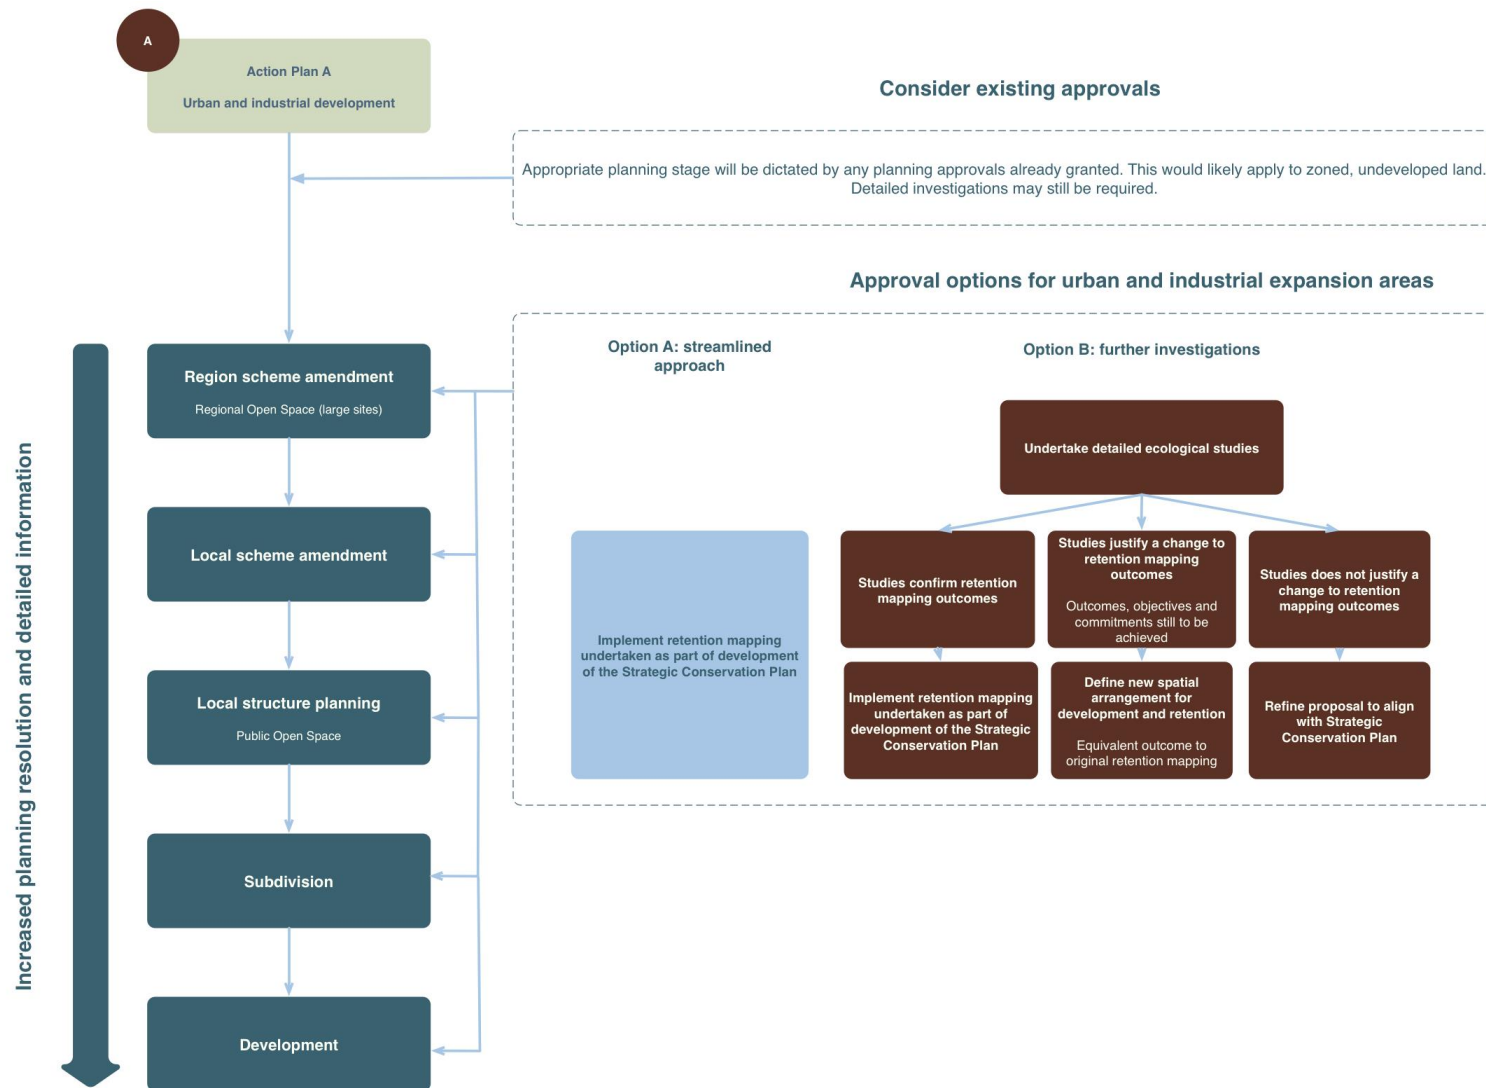 A
Action Plan A
Urban and industrial development
Consider existing approvals
Appropriate planning stage will be dictated by any planning approvals already granted. This would likely apply to zoned, undeveloped land.
Detailed investigations may still be required.
Approval options for urban and industrial expansion areas
Increased planning resolution and detailed information
Region scheme amendment
Regional Open Space (large sites)
Local scheme amendment
Local structure planning
Public Open Space
Subdivision
Development
Option A: streamlined
approach
Implement retention mapping
undertaken as part of development
of the Strategic Conservation Plan
Option B: further investigations
Undertake detailed ecological studies
Studies confirm retention
mapping outcomes
Implement retention mapping
undertaken as part of
development of the Strategic
Conservation Plan
Studies justify a change to
retention mapping
outcomes
Outcomes, objectives and
commitments still to be
achieved
Define new spatial
arrangement for
development and retention
Equivalent outcome to
original retention mapping
Studies does not justify a
change to retention
mapping outcomes
Refine proposal to align
with Strategic
Conservation Plan